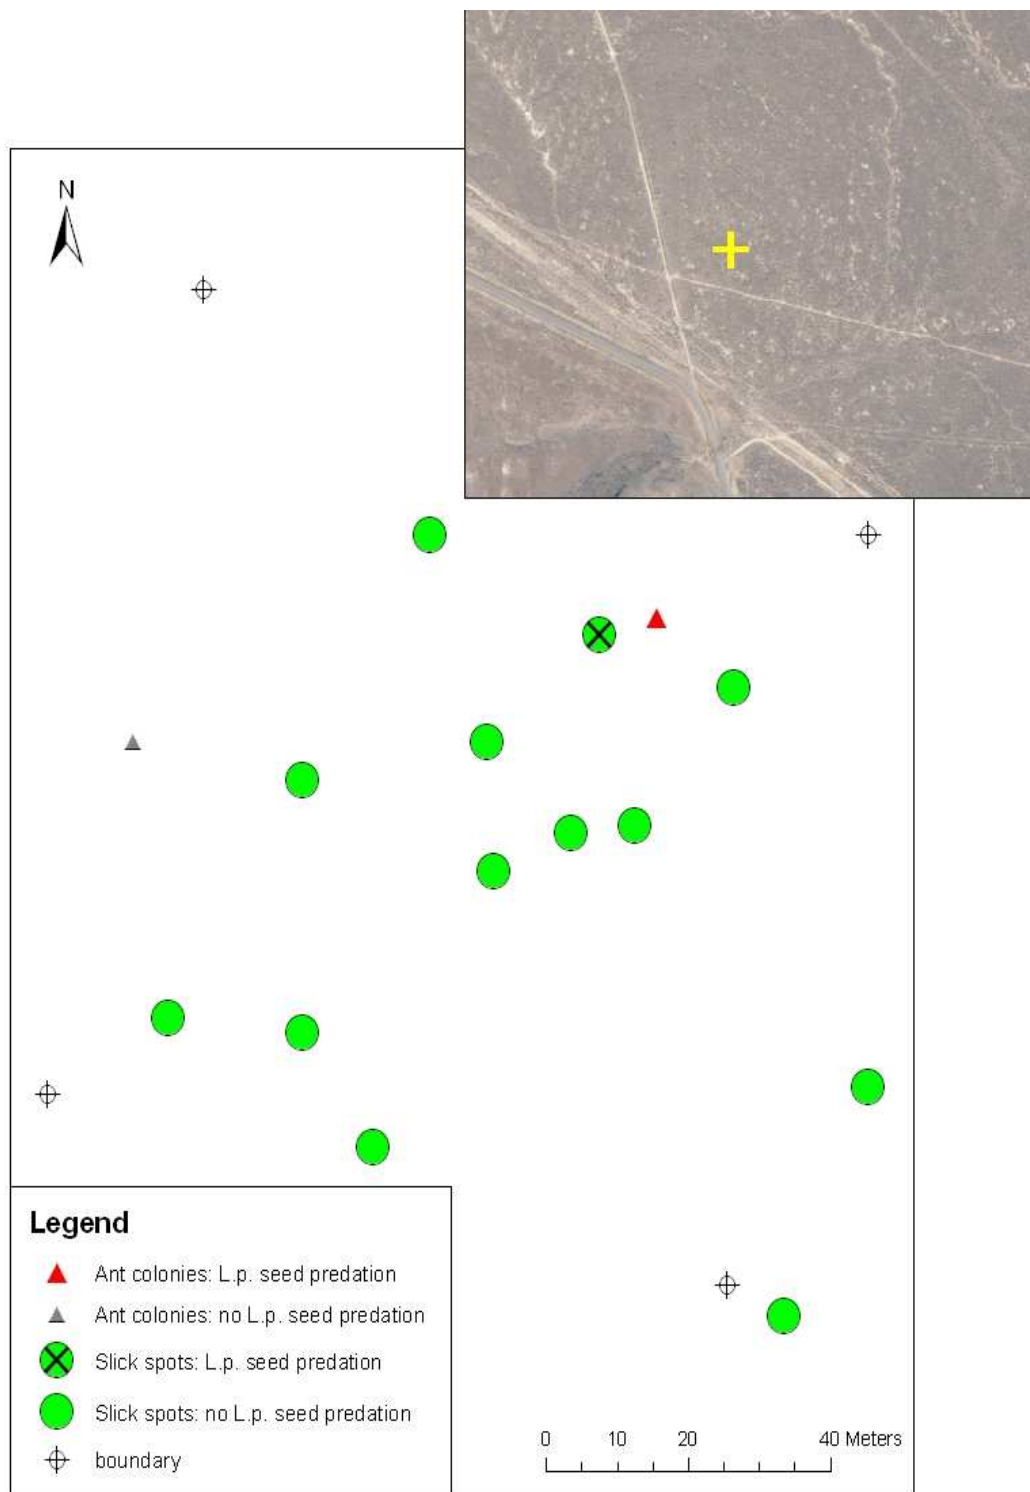 N
Legend
Ant colonies: L.p. seed predation
Ant colonies: no L.p. seed predation
Slick spots: L.p. seed predation
Slick spots: no L.p. seed predation
boundary
0 10 20 40 Meters